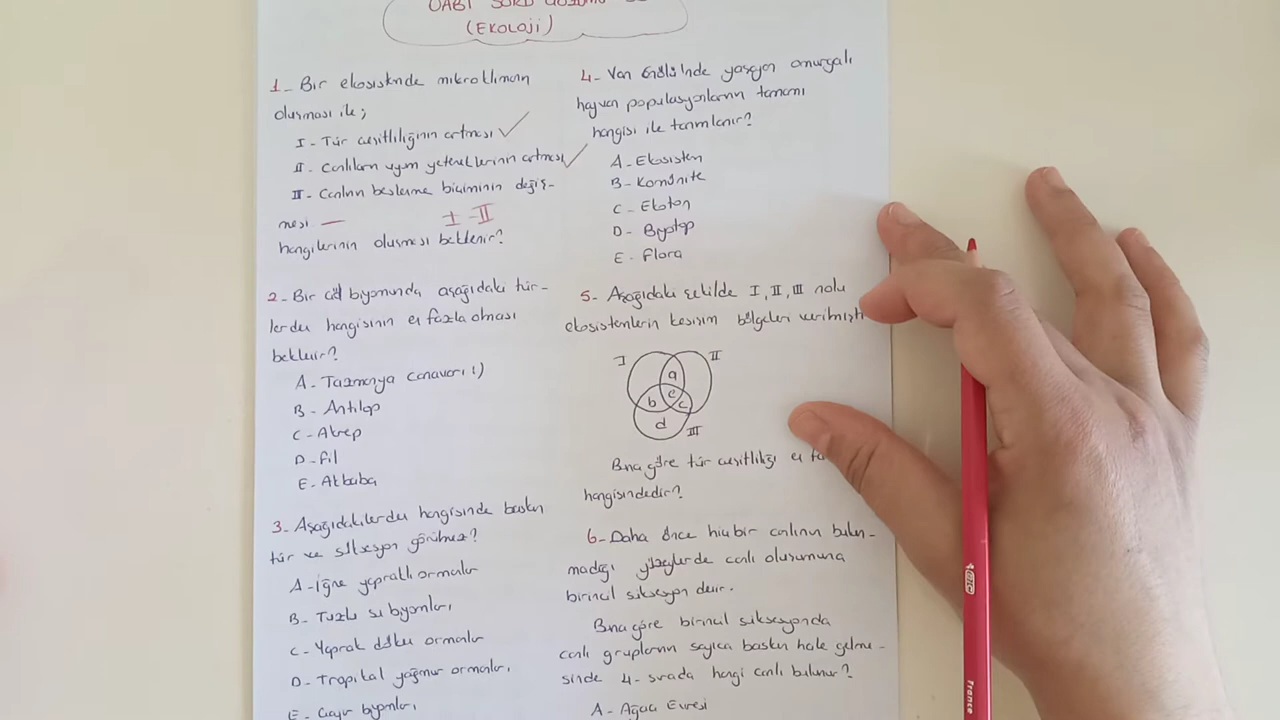 (EKOLOJİ)
1- Bir ekosistemde mikroklimanın
oluşması ile;
I- Tür çeşitliliğinin artması
II- Canlıların uyum yeteneklerinin artması
II- Canlının beslenme biçiminin değiş-
mesi —
I-II
hangilerinin oluşması beklenir?
2- Bir çöl biyomunda aşağıdaki tür-
lerden hangisinin en fazla olması
beklenir?
A- Tazmanya canavarı :)
B- Antilop
C- Akrep
D- Fil
E- Akbaba
3- Aşağıdakilerden hangisinde baskın
tür ve süksesyon görülmez?
A- İğne yapraklı ormanlar
B- Tuzlu su biyomları
C- Yaprak döken ormanlar
D- Tropikal yağmur ormanları
E- Çayır biyomları
4- Van Gölü'nde yaşayan omurgalı
hayvan populasyonlarının tamamı
hangisi ile tanımlanır?
A- Ekosistem
B- Komünite
C- Ekoton
D- Biyotop
E- Flora
5- Aşağıdaki şekilde I, II, III nolu
ekosistemlerin kesişim bölgeleri verilmişti
I
II
a
e
b
c
d
III
Buna göre tür çeşitliliği en fa
hangisindedir?
6- Daha önce hiçbir canlının bulun-
madığı yüzeylerde canlı oluşumuna
birincil süksesyon denir.
Buna göre birincil süksesyonda
canlı grupların sayıca baskın hale gelme-
sinde 4. sırada hangi canlı bulunur?
A- Ağaç Evresi
BIC
France